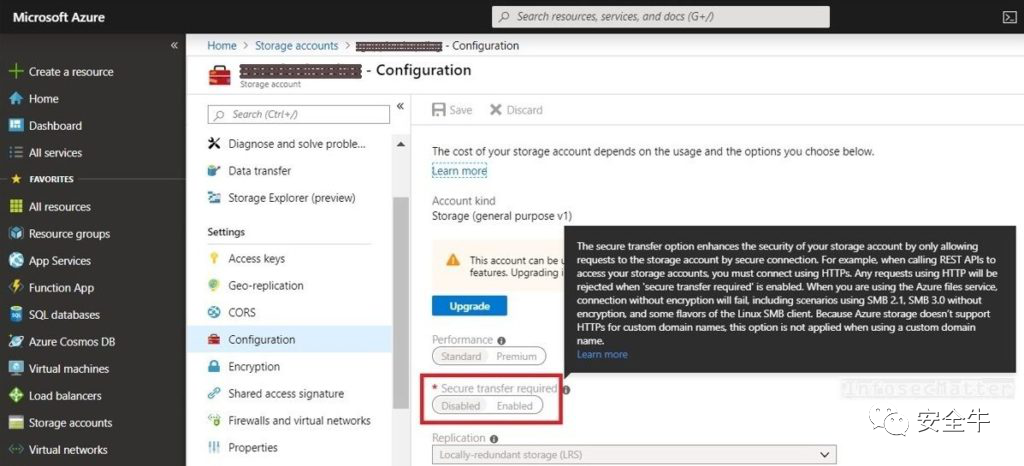 Microsoft Azure
Search resources, services, and docs (G+/)
«
Create a resource
Home
Dashboard
All services
FAVORITES
All resources
Resource groups
App Services
Function App
SQL databases
Azure Cosmos DB
Virtual machines
Load balancers
Storage accounts
Virtual networks
Home > Storage accounts > - Configuration
- Configuration
Storage account
Search (Ctrl+/)
«
Diagnose and solve proble...
Data transfer
Storage Explorer (preview)
Settings
Access keys
Geo-replication
CORS
Configuration
Encryption
Shared access signature
Firewalls and virtual networks
Properties
Save Discard
The cost of your storage account depends on the usage and the options you choose below.
Learn more
Account kind
Storage (general purpose v1)
This account can be u
features. Upgrading i
Upgrade
Performance
Standard Premium
* Secure transfer required
Disabled Enabled
Replication
Locally-redundant storage (LRS)
The secure transfer option enhances the security of your storage account by only allowing
requests to the storage account by secure connection. For example, when calling REST APIs to
access your storage accounts, you must connect using HTTPs. Any requests using HTTP will be
rejected when 'secure transfer required' is enabled. When you are using the Azure files service,
connection without encryption will fail, including scenarios using SMB 2.1, SMB 3.0 without
encryption, and some flavors of the Linux SMB client. Because Azure storage doesn't support
HTTPs for custom domain names, this option is not applied when using a custom domain
name.
Learn more
InfosecMatter
安全牛